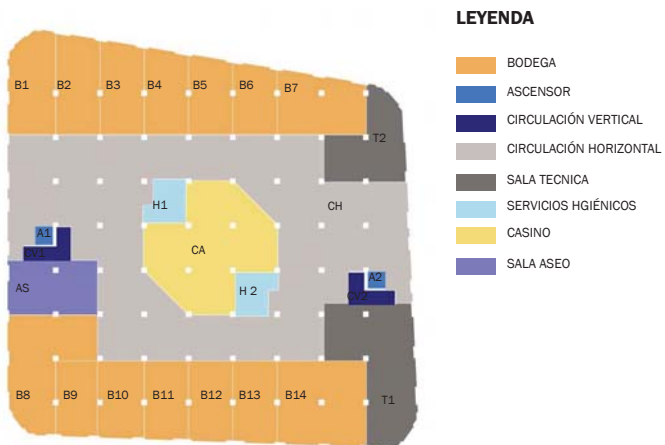 LEYENDA
BODEGA
ASCENSOR
CIRCULACIÓN VERTICAL
CIRCULACIÓN HORIZONTAL
SALA TECNICA
SERVICIOS HGIÉNICOS
CASINO
SALA ASEO
B1 B2 B3 B4 B5 B6 B7
T2
H1
CH
A1
CV1
CA
A2
AS
H 2
CV2
B8 B9 B10 B11 B12 B13 B14
T1